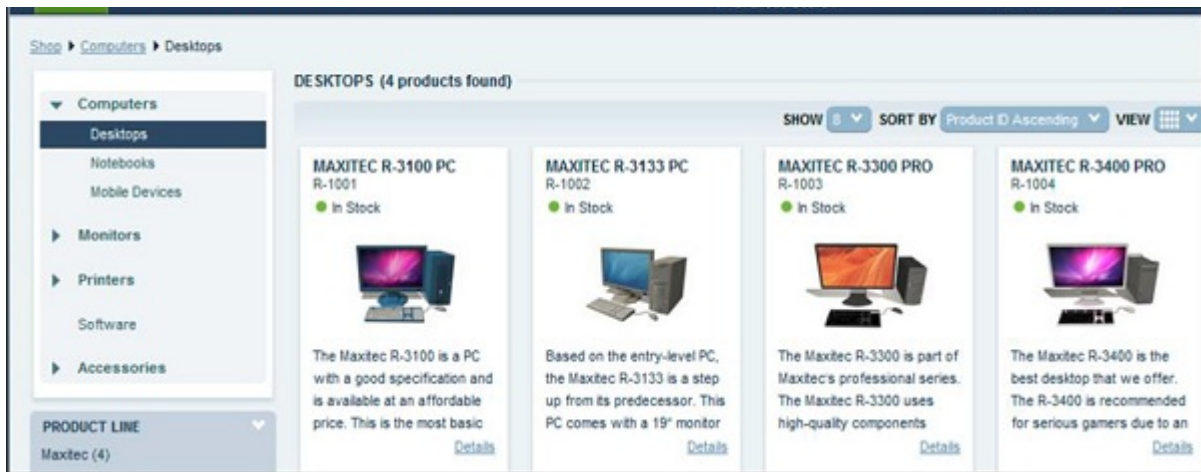 Shop Computers Desktops
Computers
Desktops
Notebooks
Mobile Devices
Monitors
Printers
Software
Accessories
PRODUCT LINE
Maxitec (4)
DESKTOPS (4 products found)
SHOW 8 SORT BY Product ID Ascending VIEW
MAXITEC R-3100 PC
R-1001
In Stock
The Maxitec R-3100 is a PC
with a good specification and
is available at an affordable
price. This is the most basic
Details
MAXITEC R-3133 PC
R-1002
In Stock
Based on the entry-level PC,
the Maxitec R-3133 is a step
up from its predecessor. This
PC comes with a 19" monitor
Details
MAXITEC R-3300 PRO
R-1003
In Stock
The Maxitec R-3300 is part of
Maxitec's professional series.
The Maxitec R-3300 uses
high-quality components
Details
MAXITEC R-3400 PRO
R-1004
In Stock
The Maxitec R-3400 is the
best desktop that we offer.
The R-3400 is recommended
for serious gamers due to an
Details